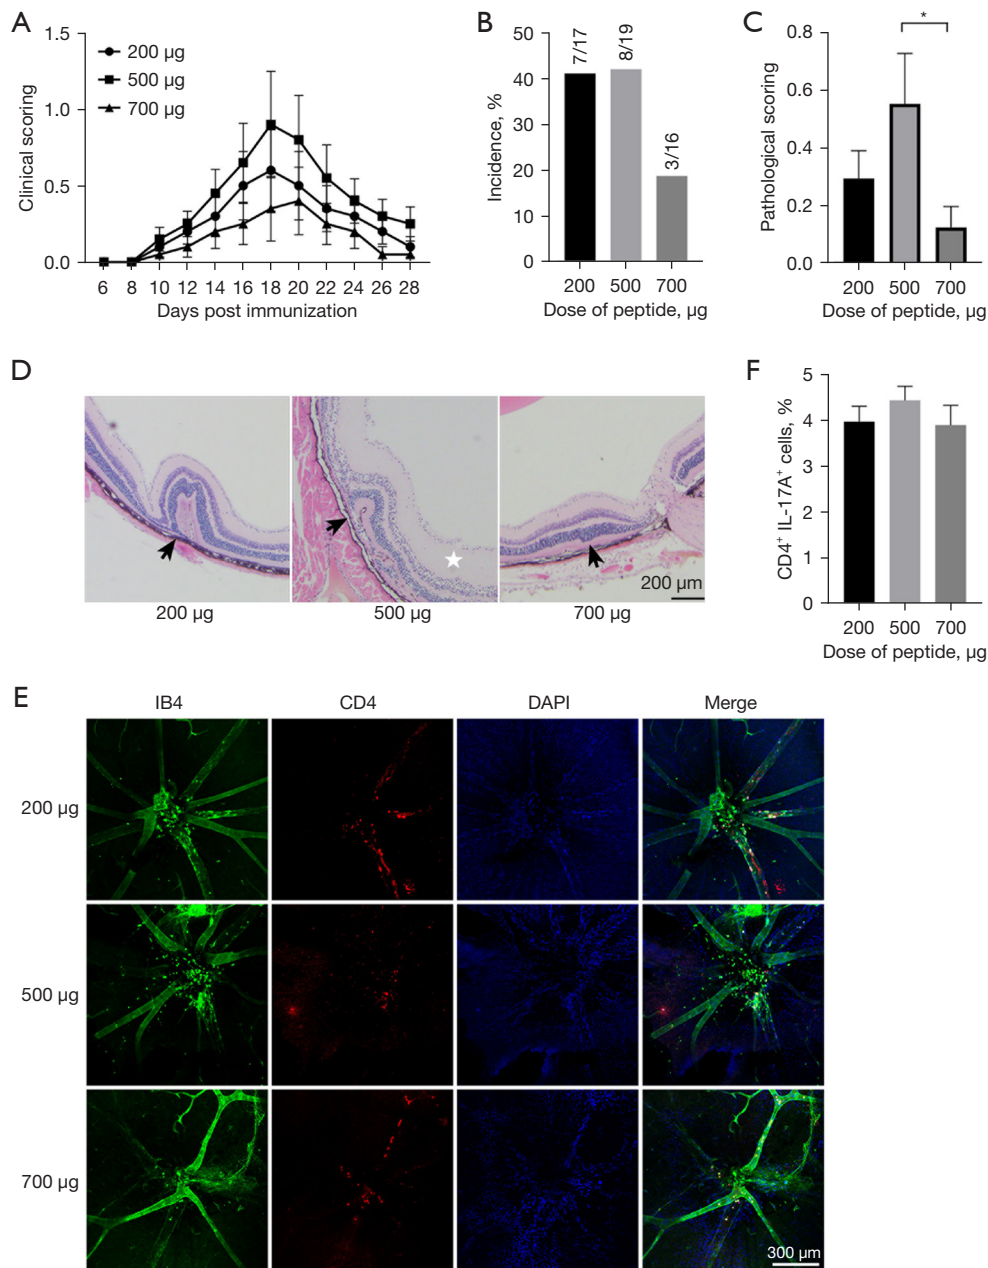 A
1.5
1.0
0.5
0.0
Clinical scoring
200 μg
500 μg
700 μg
6 8 10 12 14 16 18 20 22 24 26 28
Days post immunization
B
50
40
30
20
10
0
Incidence, %
7/17
8/19
3/16
200 500 700
Dose of peptide, μg
C
0.8
0.6
0.4
0.2
0.0
Pathological scoring
*
200 500 700
Dose of peptide, μg
D
200 μm
200 μg 500 μg 700 μg
F
5
4
3
2
1
0
CD4⁺ IL-17A⁺ cells, %
200 500 700
Dose of peptide, μg
E
IB4 CD4 DAPI Merge
200 μg
500 μg
700 μg
300 μm